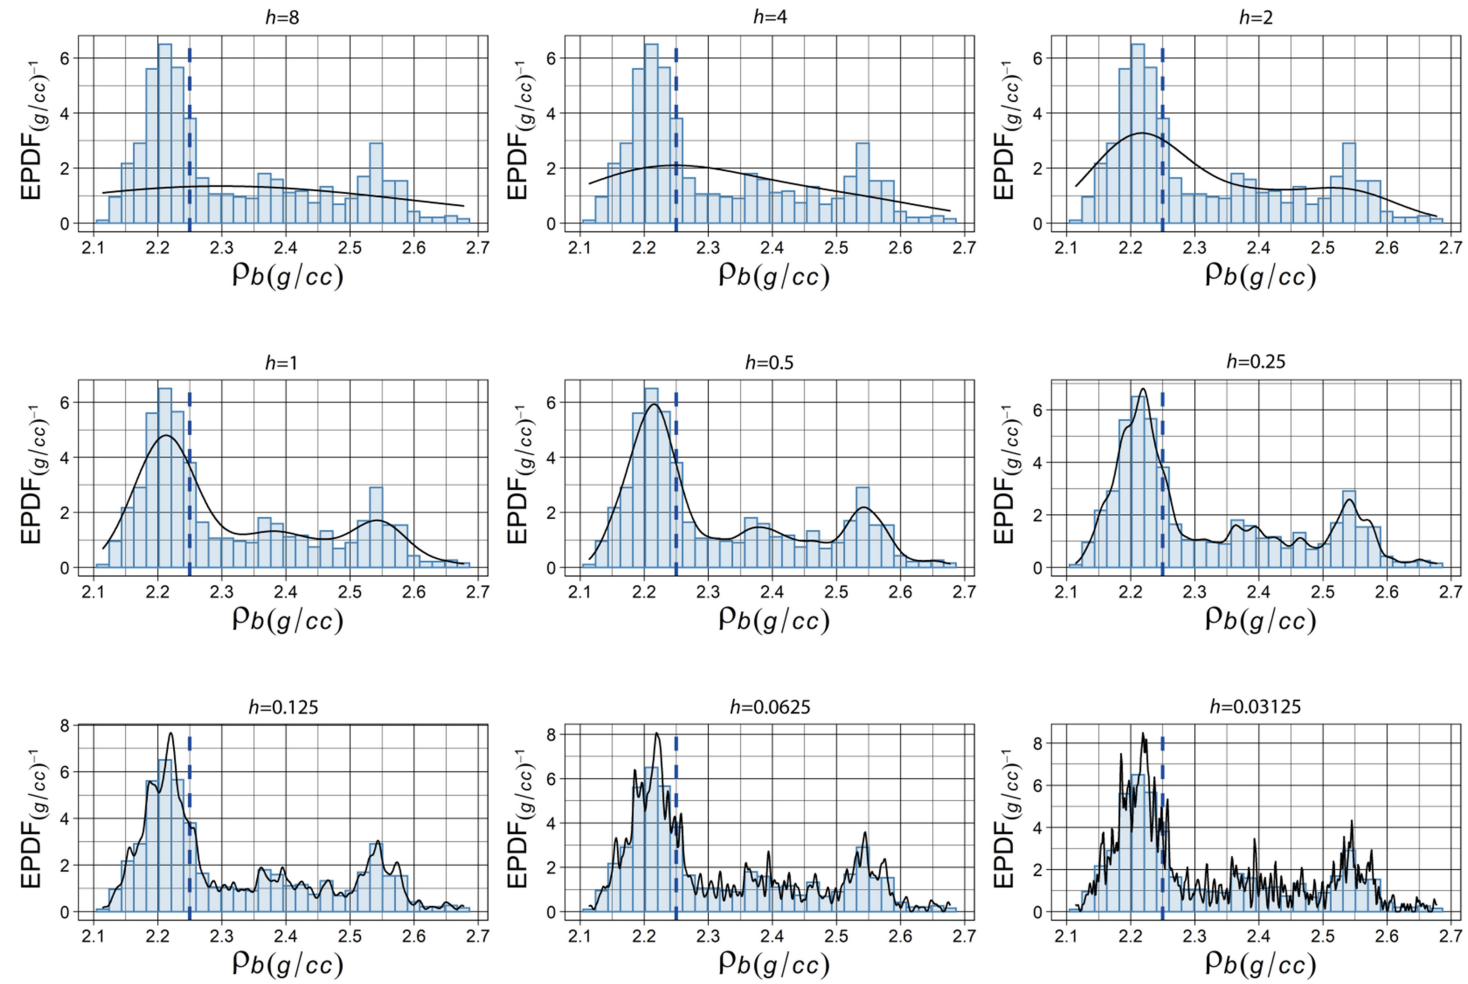 h=8 h=4 h=2
EPDF(g/cc)⁻¹ EPDF(g/cc)⁻¹ EPDF(g/cc)⁻¹
6 6 6
4 4 4
2 2 2
0 0 0
2.1 2.2 2.3 2.4 2.5 2.6 2.7 2.1 2.2 2.3 2.4 2.5 2.6 2.7 2.1 2.2 2.3 2.4 2.5 2.6 2.7
ρb(g/cc) ρb(g/cc) ρb(g/cc)
h=1 h=0.5 h=0.25
EPDF(g/cc)⁻¹ EPDF(g/cc)⁻¹ EPDF(g/cc)⁻¹
6 6 6
4 4 4
2 2 2
0 0 0
2.1 2.2 2.3 2.4 2.5 2.6 2.7 2.1 2.2 2.3 2.4 2.5 2.6 2.7 2.1 2.2 2.3 2.4 2.5 2.6 2.7
ρb(g/cc) ρb(g/cc) ρb(g/cc)
h=0.125 h=0.0625 h=0.03125
EPDF(g/cc)⁻¹ EPDF(g/cc)⁻¹ EPDF(g/cc)⁻¹
8 8 8
6 6 6
4 4 4
2 2 2
0 0 0
2.1 2.2 2.3 2.4 2.5 2.6 2.7 2.1 2.2 2.3 2.4 2.5 2.6 2.7 2.1 2.2 2.3 2.4 2.5 2.6 2.7
ρb(g/cc) ρb(g/cc) ρb(g/cc)